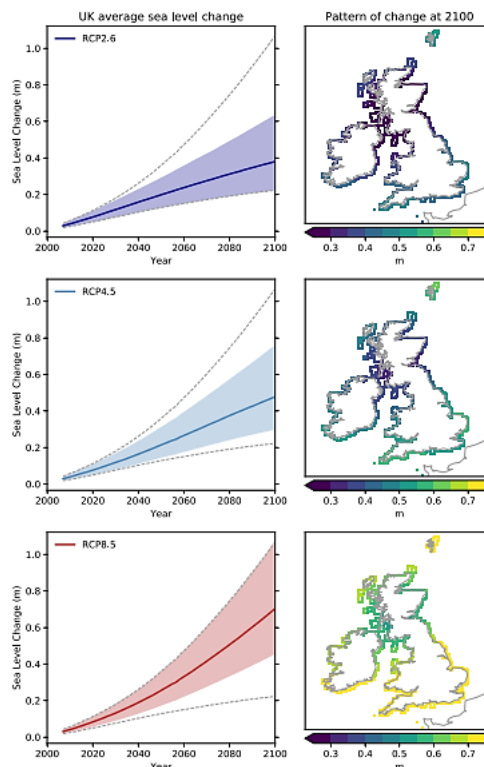 UK average sea level change
Pattern of change at 2100
RCP2.6
Sea Level Change (m)
1.0
0.8
0.6
0.4
0.2
0.0
2000 2020 2040 2060 2080 2100
Year
0.3 0.4 0.5 0.6 0.7
m
RCP4.5
Sea Level Change (m)
1.0
0.8
0.6
0.4
0.2
0.0
2000 2020 2040 2060 2080 2100
Year
0.3 0.4 0.5 0.6 0.7
m
RCP8.5
Sea Level Change (m)
1.0
0.8
0.6
0.4
0.2
0.0
2000 2020 2040 2060 2080 2100
Year
0.3 0.4 0.5 0.6 0.7
m